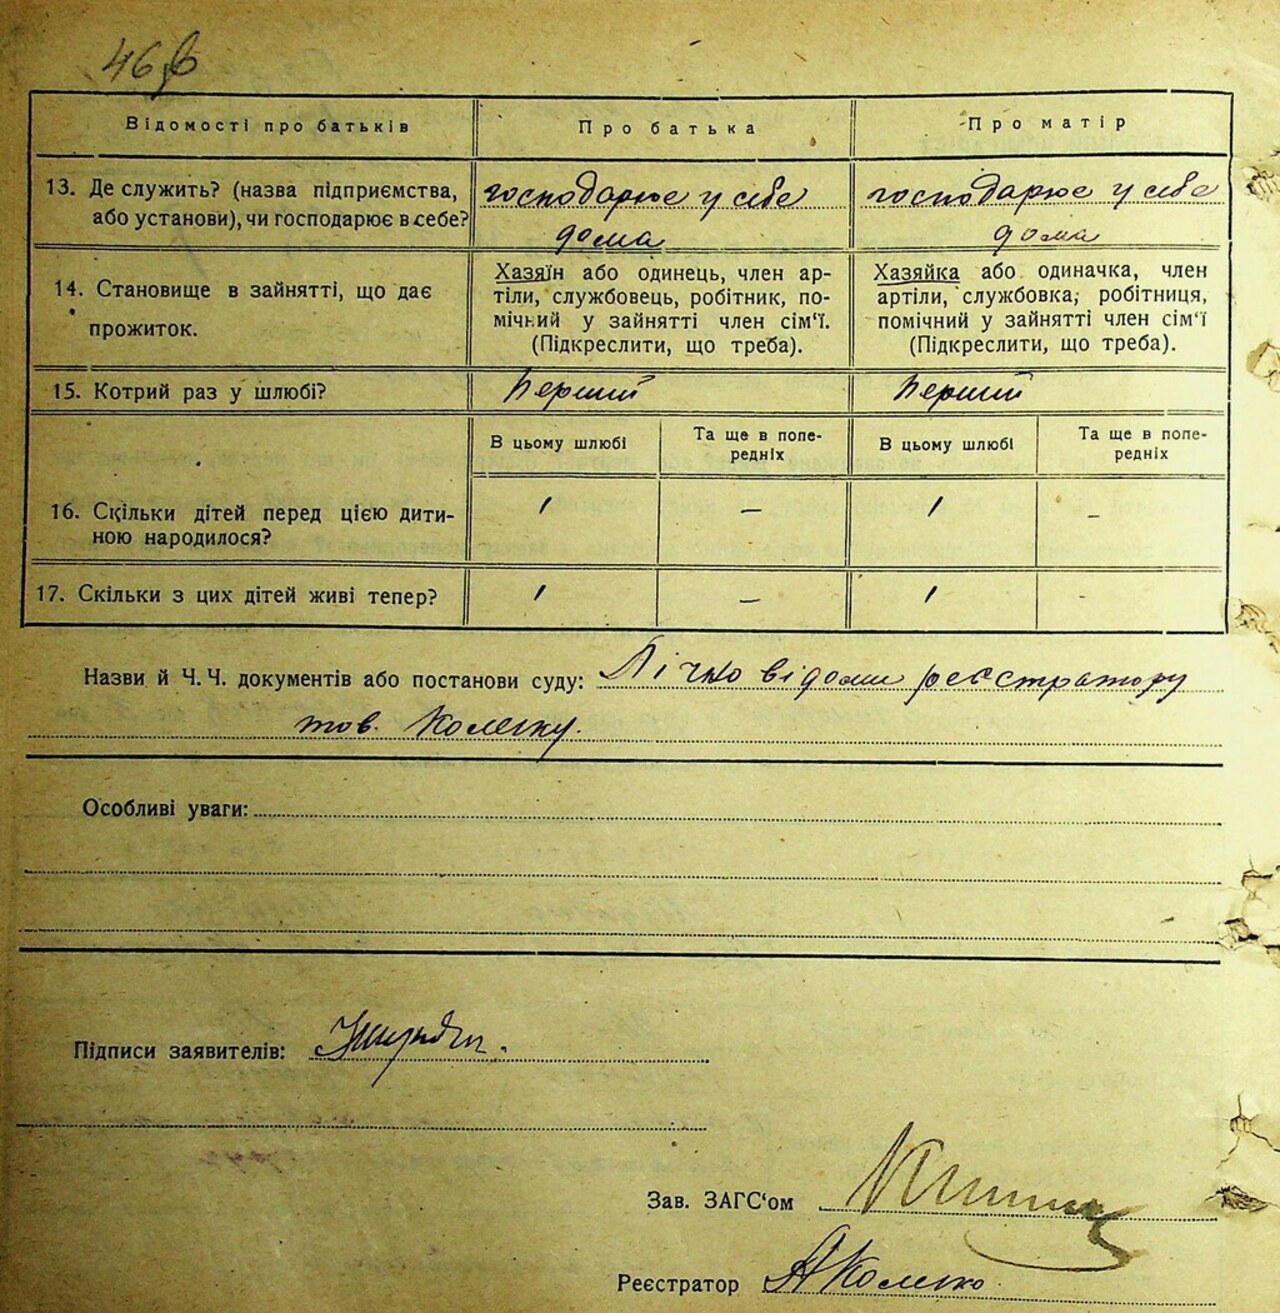 46 в
Відомості про батьків
Про батька
Про матір
13. Де служить? (назва підприємства,
або установи), чи господарює в себе?
господарює у себе
дома
господарює у себе
дома
14. Становище в зайнятті, що дає
прожиток.
Хазяїн або одинець, член ар-
тіли, службовець, робітник, по-
мічний у зайнятті член сім'ї.
(Підкреслити, що треба).
Хазяйка або одиначка, член
артіли, службовка, робітниця,
помічний у зайнятті член сім'ї
(Підкреслити, що треба).
15. Котрий раз у шлюбі?
Перший
Перший
В цьому шлюбі
Та ще в попе-
редніх
В цьому шлюбі
Та ще в попе-
редніх
16. Скільки дітей перед цією дити-
ною народилося?
1
—
1
-
17. Скільки з цих дітей живі тепер?
1
—
1
-
Назви й Ч. Ч. документів або постанови суду: Лічно відоми реєстратору
тов. Колеснку.
Особливі уваги:
Підписи заявителів:
Зав. ЗАГС'ом
Реєстратор